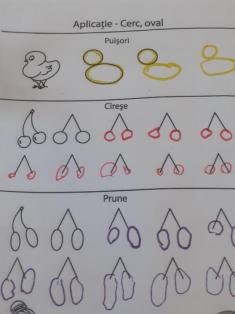 Aplicație - Cerc, oval
Puișori
Cireșe
Prune